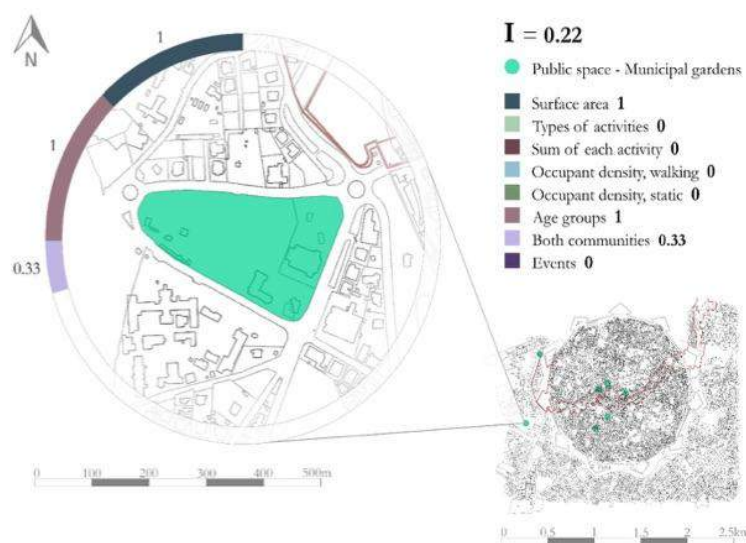 1
I = 0.22
Public space - Municipal gardens
N
Surface area 1
Types of activities 0
1
Sum of each activity 0
Occupant density, walking 0
Occupant density, static 0
Age groups 1
Both communities 0.33
0.33
Events 0
0 100 200 300 400 500m
0 0.5 1 1.5 2 2.5km